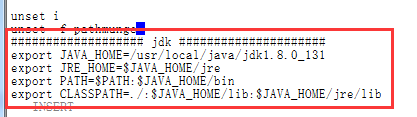 unset i
unset -f pathmunge
################### jdk #####################
export JAVA_HOME=/usr/local/java/jdk1.8.0_131
export JRE_HOME=$JAVA_HOME/jre
export PATH=$PATH:$JAVA_HOME/bin
export CLASSPATH=./:$JAVA_HOME/lib:$JAVA_HOME/jre/lib
-- INSERT --